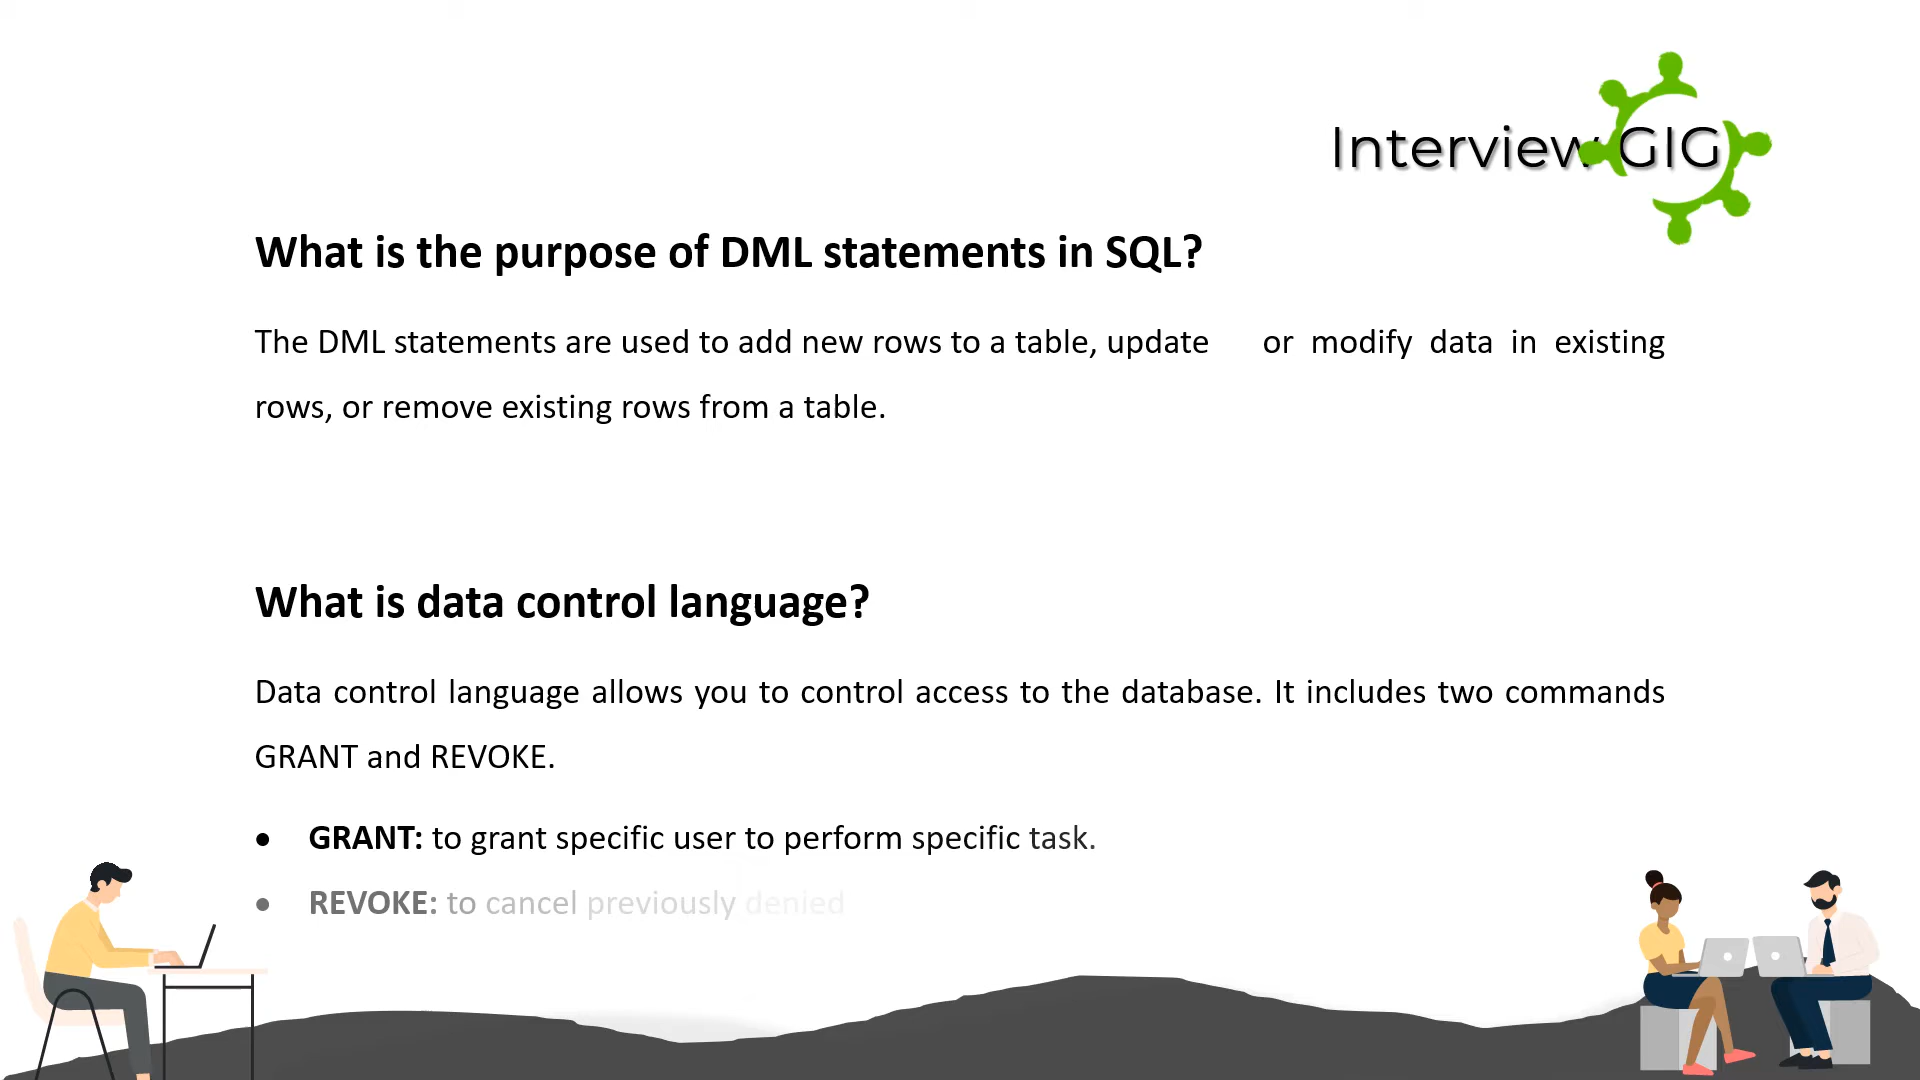 Interview GIG
What is the purpose of DML statements in SQL?
The DML statements are used to add new rows to a table, update or modify data in existing
rows, or remove existing rows from a table.
What is data control language?
Data control language allows you to control access to the database. It includes two commands
GRANT and REVOKE.
• GRANT: to grant specific user to perform specific task.
• REVOKE: to cancel previously denied